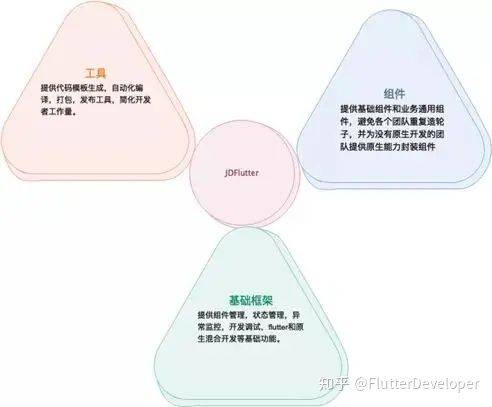 工具
提供代码模板生成，自动化编
译，打包，发布工具，简化开发
者工作量。
组件
提供基础组件和业务通用组
件，避免各个团队重复造轮
子，并为没有原生开发的团
队提供原生能力封装组件
JDFlutter
基础框架
提供组件管理，状态管理，异
常监控，开发调试，flutter和原
生混合开发等基础功能。
知乎 @FlutterDeveloper